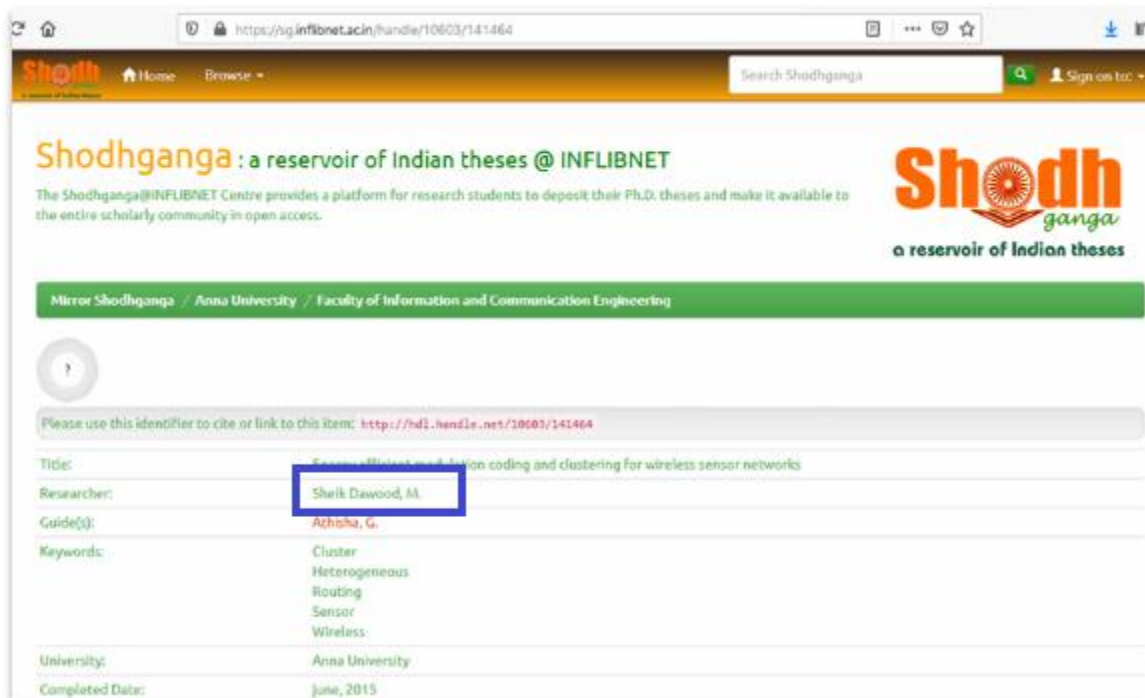 https://sg.inflibnet.ac.in/handle/10603/141464
Shodh ganga Home Browse Search Shodhganga Sign on to:
Shodhganga : a reservoir of Indian theses @ INFLIBNET
The Shodhganga@INFLIBNET Centre provides a platform for research students to deposit their Ph.D. theses and make it available to
the entire scholarly community in open access.
Shodh
ganga
a reservoir of Indian theses
Mirror Shodhganga / Anna University / Faculty of Information and Communication Engineering
?
Please use this identifier to cite or link to this item: http://hdl.handle.net/10603/141464
Title: Energy efficient modulation coding and clustering for wireless sensor networks
Researcher: Sheik Dawood, M.
Guide(s): Athisha, G.
Keywords: Cluster
Heterogeneous
Routing
Sensor
Wireless
University: Anna University
Completed Date: June, 2015